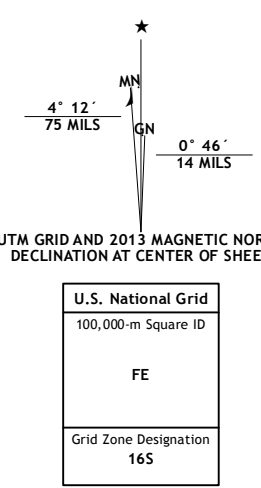 ★
MN
4° 12´
75 MILS
GN
0° 46´
14 MILS
UTM GRID AND 2013 MAGNETIC NOR
DECLINATION AT CENTER OF SHEE
U.S. National Grid
100,000-m Square ID
FE
Grid Zone Designation
16S